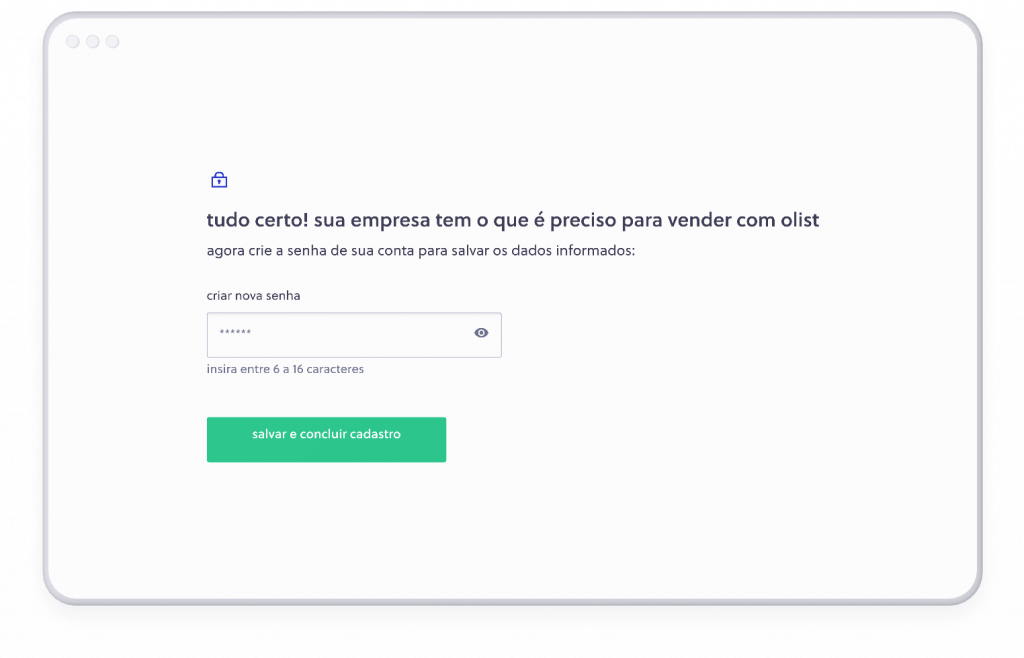 tudo certo! sua empresa tem o que é preciso para vender com olist
agora crie a senha de sua conta para salvar os dados informados:
criar nova senha
******
insira entre 6 a 16 caracteres
salvar e concluir cadastro